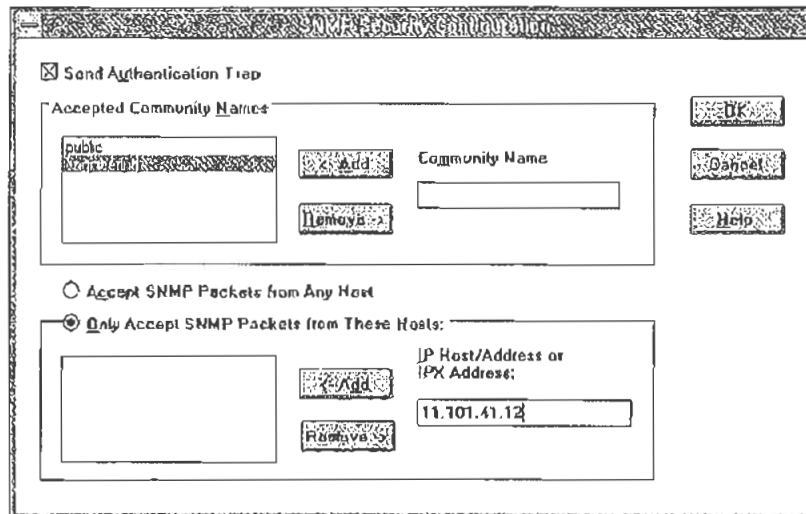 SNMP Security Configuration
Send Authentication Trap
Accepted Community Names
public
< Add
Community Name
Remove >
OK
Cancel
Help
Accept SNMP Packets from Any Host
Only Accept SNMP Packets from These Hosts:
IP Host/Address or
IPX Address:
<-Add
11.101.41.12
Remove ->